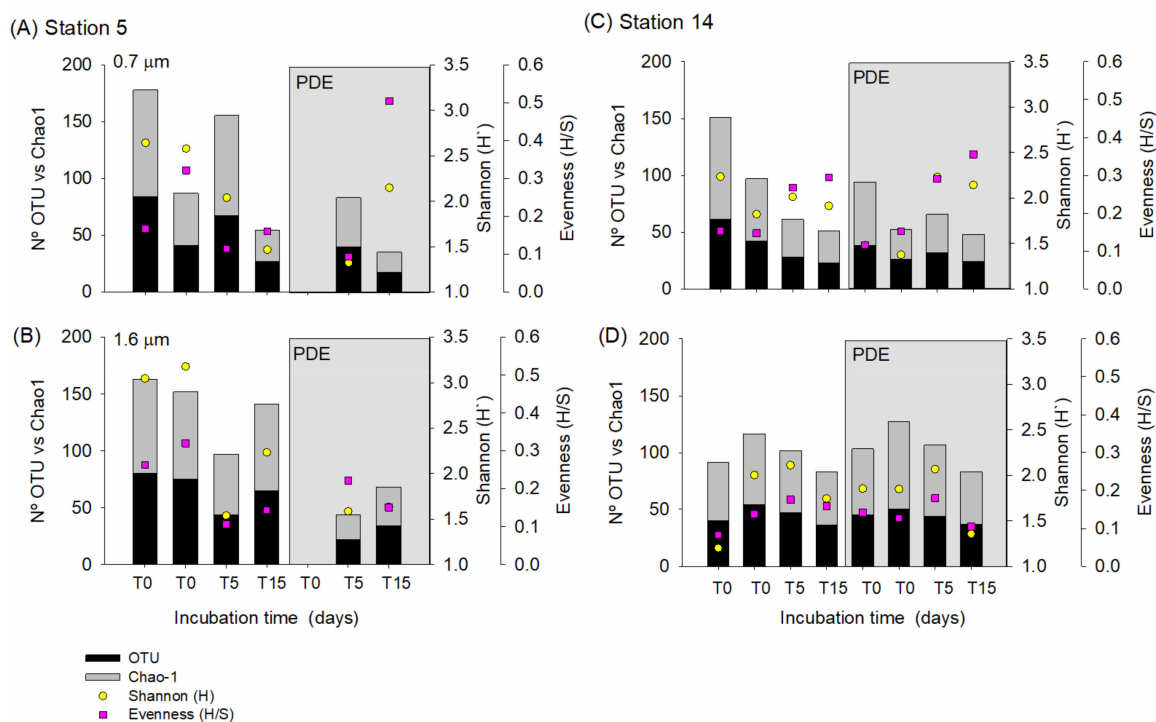 (A) Station 5
0.7 μm
PDE
200
150
100
50
0
Nº OTU vs Chao1
3.5
3.0
2.5
2.0
1.5
1.0
Shannon (H`)
0.6
0.5
0.4
0.3
0.2
0.1
0.0
Evenness (H/S)
(C) Station 14
PDE
200
150
100
50
0
Nº OTU vs Chao1
3.5
3.0
2.5
2.0
1.5
1.0
Shannon (H`)
0.6
0.5
0.4
0.3
0.2
0.1
0.0
Evenness (H/S)
(B)
1.6 μm
PDE
200
150
100
50
0
Nº OTU vs Chao1
3.5
3.0
2.5
2.0
1.5
1.0
Shannon (H`)
0.6
0.5
0.4
0.3
0.2
0.1
0.0
Evenness (H/S)
T0 T0 T5 T15 T0 T5 T15
Incubation time (days)
(D)
PDE
200
150
100
50
0
Nº OTU vs Chao1
3.5
3.0
2.5
2.0
1.5
1.0
Shannon (H`)
0.6
0.5
0.4
0.3
0.2
0.1
0.0
Evenness (H/S)
T0 T0 T5 T15 T0 T0 T5 T15
Incubation time (days)
OTU
Chao-1
Shannon (H)
Evenness (H/S)